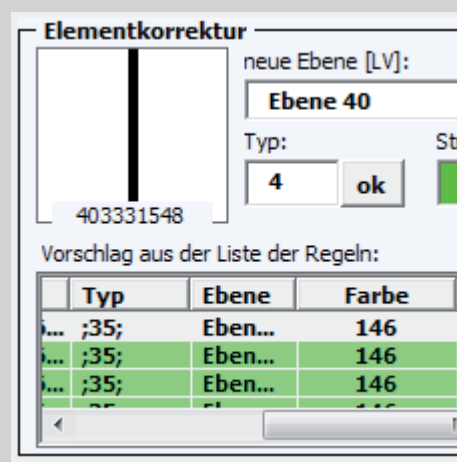 Elementkorrektur
neue Ebene [LV]:
Ebene 40
Typ:
4 ok
403331548
Vorschlag aus der Liste der Regeln:
Typ Ebene Farbe
;35; Eben... 146
;35; Eben... 146
;35; Eben... 146